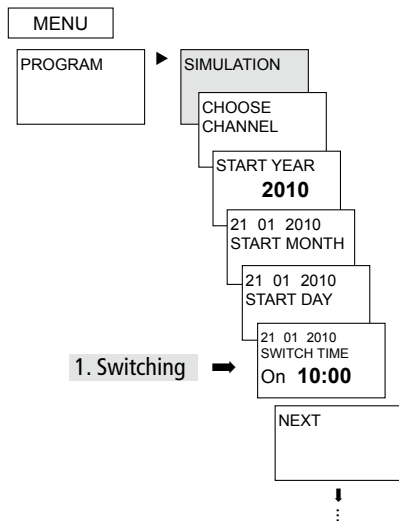 MENU
PROGRAM
SIMULATION
CHOOSE
CHANNEL
START YEAR
2010
21 01 2010
START MONTH
21 01 2010
START DAY
21 01 2010
SWITCH TIME
On 10:00
1. Switching
NEXT